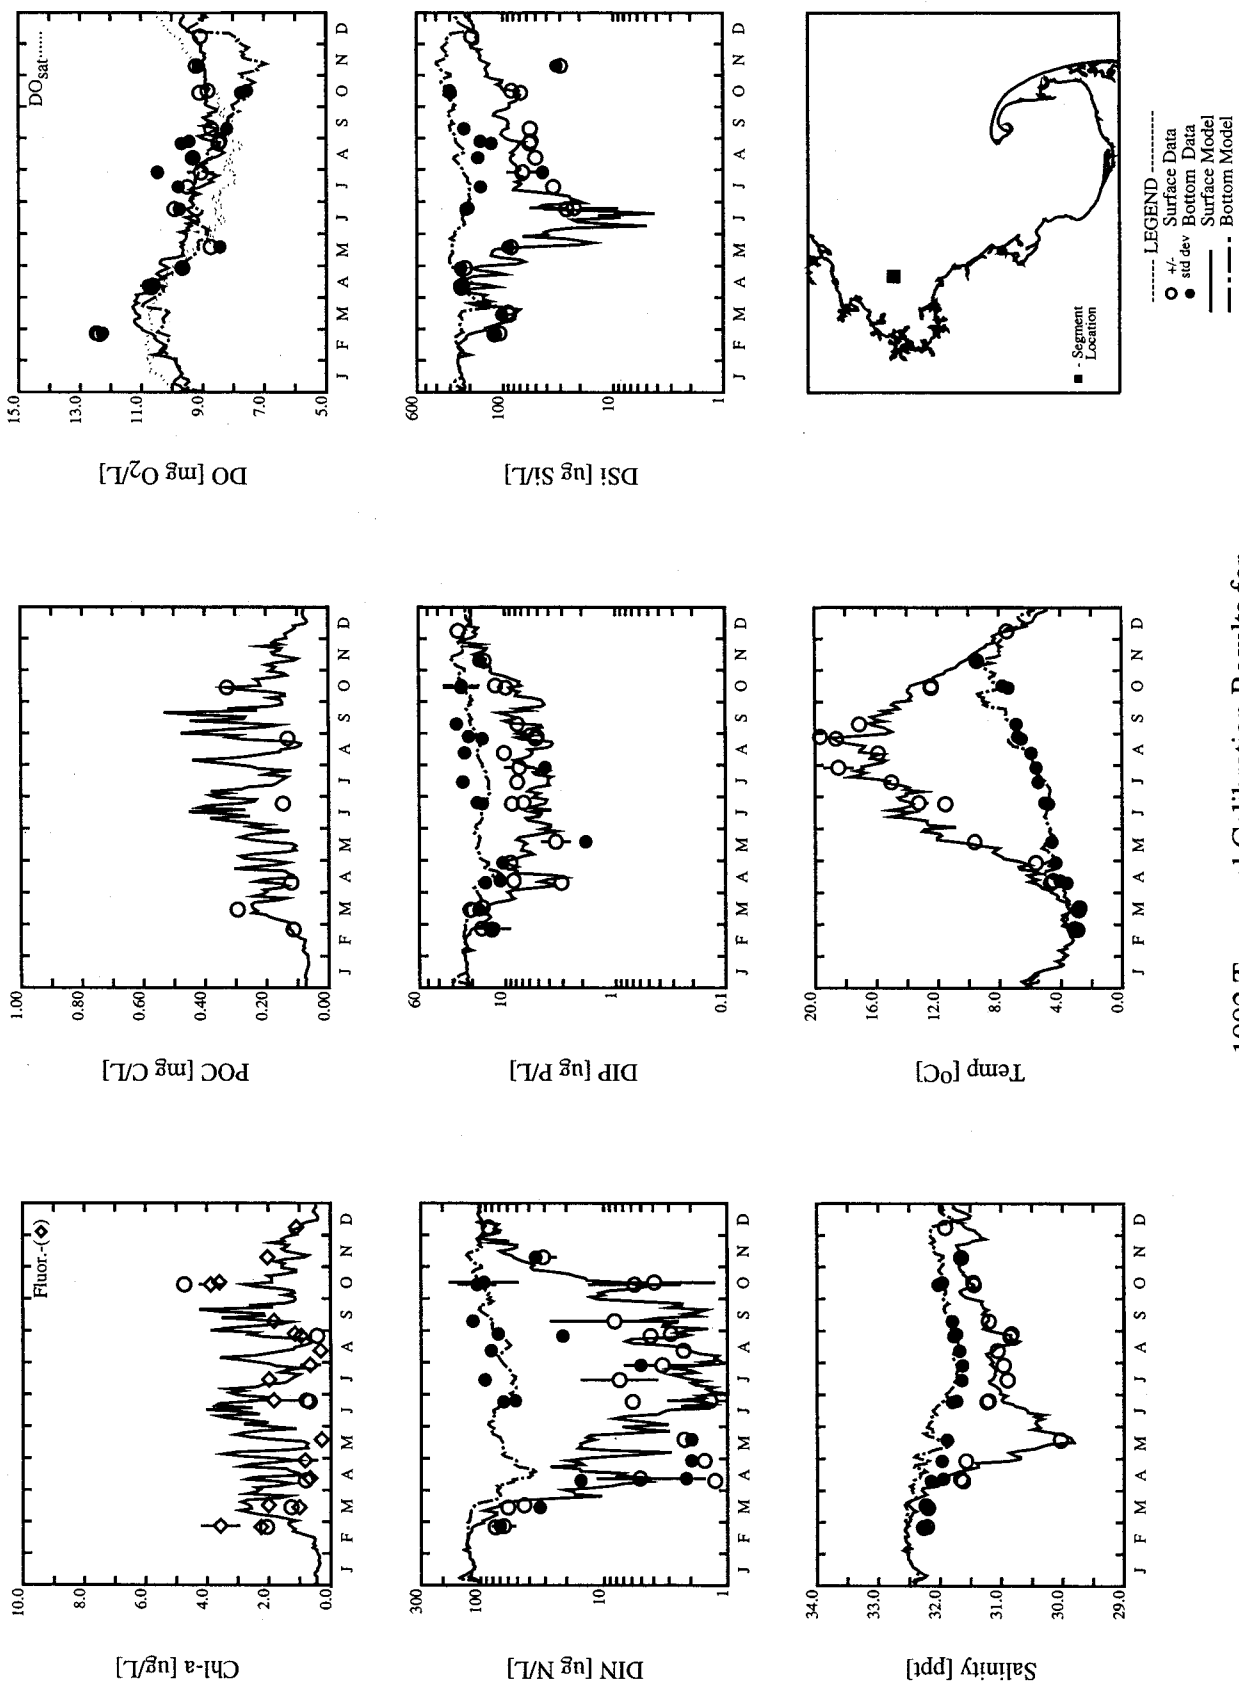 Chl-a [ug/L]
10.0
8.0
6.0
4.0
2.0
0.0
Fluor.-(◇)
J F M A M J J A S O N D
POC [mg C/L]
1.00
0.80
0.60
0.40
0.20
0.00
J F M A M J J A S O N D
DO [mg O2/L]
15.0
13.0
11.0
9.0
7.0
5.0
DOsat
J F M A M J J A S O N D
DIN [ug N/L]
300
100
10
1
J F M A M J J A S O N D
DIP [ug P/L]
60
10
1
0.1
J F M A M J J A S O N D
DSi [ug Si/L]
600
100
10
1
J F M A M J J A S O N D
Salinity [ppt]
34.0
33.0
32.0
31.0
30.0
29.0
J F M A M J J A S O N D
Temp [OC]
20.0
16.0
12.0
8.0
4.0
0.0
J F M A M J J A S O N D
■ - Segment
Location
------ LEGEND ---------
+/- Surface Data
std dev Bottom Data
Surface Model
Bottom Model